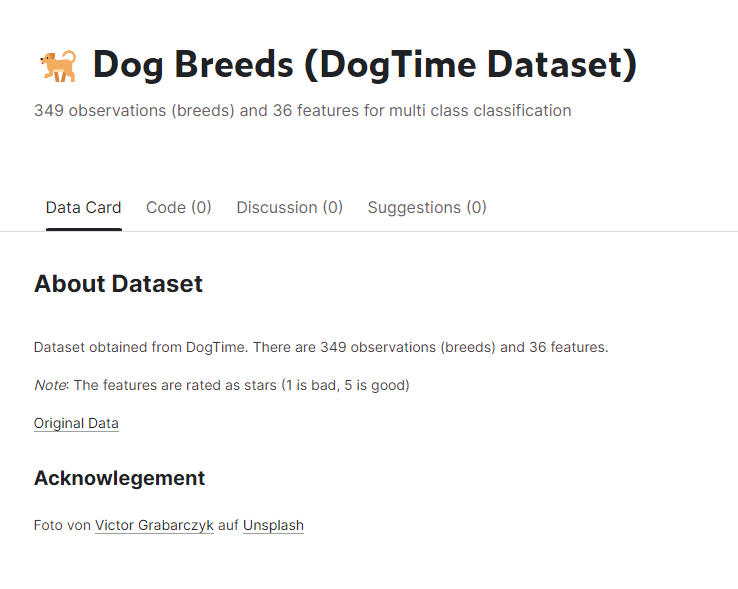 Dog Breeds (DogTime Dataset)
349 observations (breeds) and 36 features for multi class classification
Data Card Code (0) Discussion (0) Suggestions (0)
About Dataset
Dataset obtained from DogTime. There are 349 observations (breeds) and 36 features.
Note: The features are rated as stars (1 is bad, 5 is good)
Original Data
Acknowlegement
Foto von Victor Grabarczyk auf Unsplash